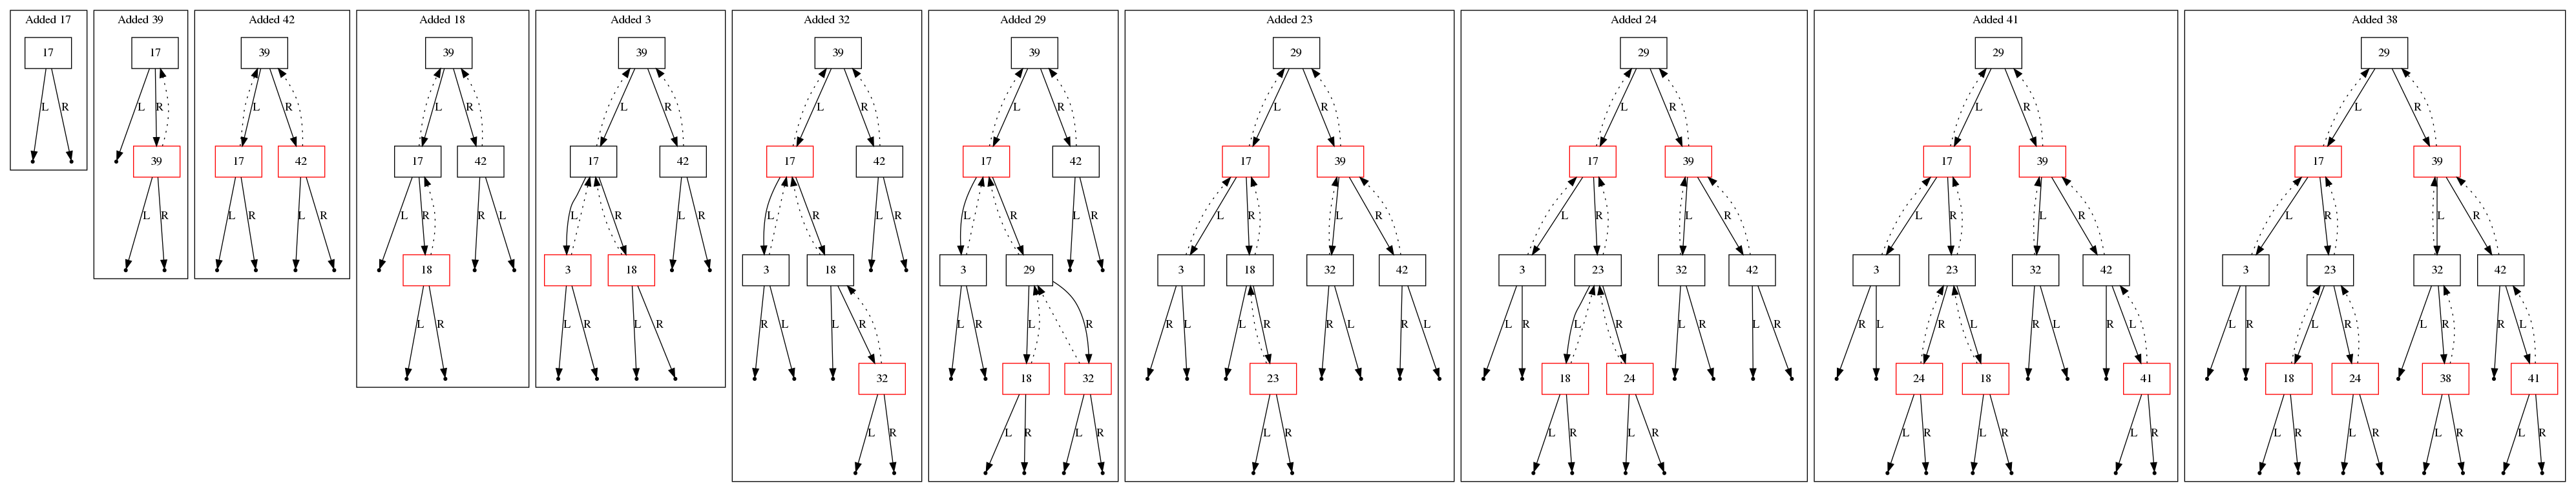 Added 17
17
L R
Added 39
17
L R
39
L R
Added 42
39
L R
17 42
L R L R
Added 18
39
L R
17 42
L R R L
18
L R
Added 3
39
L R
17 42
L R L R
3 18
L R L R
Added 32
39
L R
17 42
L R L R
3 18
R L L R
32
L R
Added 29
39
L R
17 42
L R L R
3 29
L R L R
18 32
L R L R
Added 23
29
L R
17 39
L R L R
3 18 32 42
R L L R R L R L
23
L R
Added 24
29
L R
17 39
L R L R
3 23 32 42
L R L R L R L R
18 24
L R L R
Added 41
29
L R
17 39
L R L R
3 23 32 42
R L R L R L R L
24 18 41
L R L R L R
Added 38
29
L R
17 39
L R L R
3 23 32 42
L R L R L R R L
18 24 38 41
L R L R L R L R